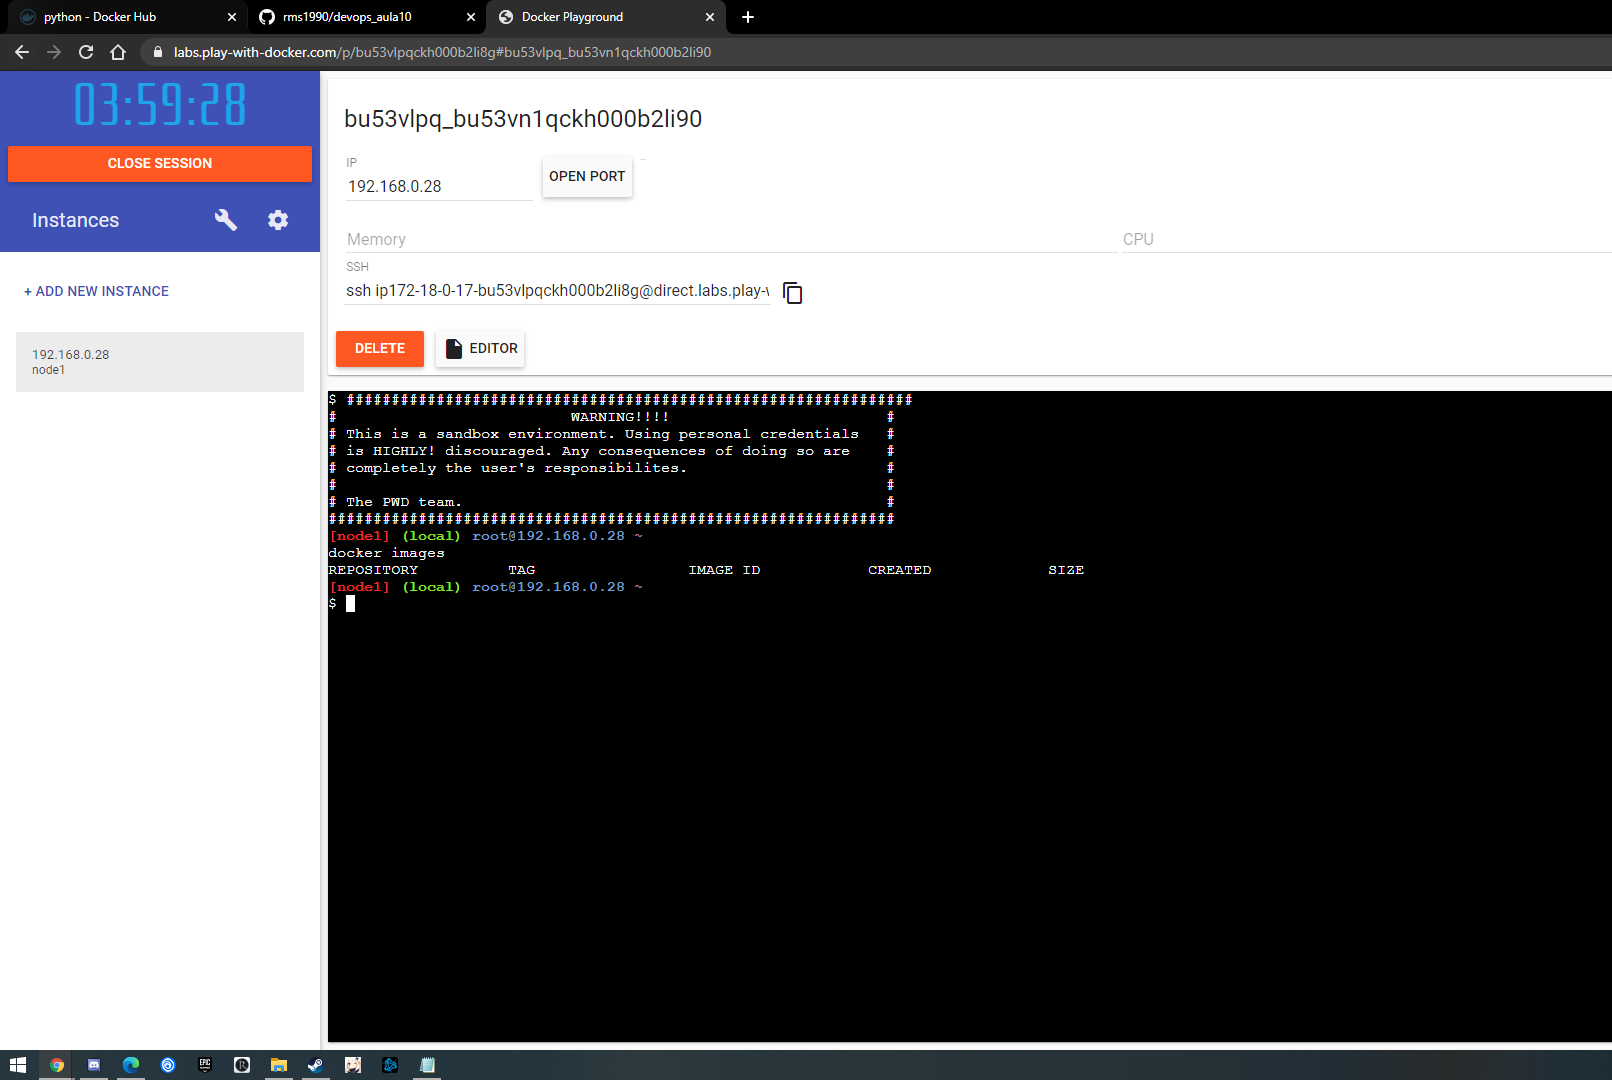 python - Docker Hub
rms1990/devops_aula10
Docker Playground
labs.play-with-docker.com/p/bu53vlpqckh000b2li8g#bu53vlpq_bu53vn1qckh000b2li90
03:59:28
CLOSE SESSION
Instances
+ ADD NEW INSTANCE
192.168.0.28
node1
bu53vlpq_bu53vn1qckh000b2li90
IP
192.168.0.28
OPEN PORT
Memory
CPU
SSH
ssh ip172-18-0-17-bu53vlpqckh000b2li8g@direct.labs.play-w
DELETE
EDITOR
$ ###############################################################
#                          WARNING!!!!                        #
# This is a sandbox environment. Using personal credentials   #
# is HIGHLY! discouraged. Any consequences of doing so are    #
# completely the user's responsibilites.                      #
#                                                             #
# The PWD team.                                               #
###############################################################
[node1] (local) root@192.168.0.28 ~
docker images
REPOSITORY          TAG                 IMAGE ID            CREATED             SIZE
[node1] (local) root@192.168.0.28 ~
$
EPIC